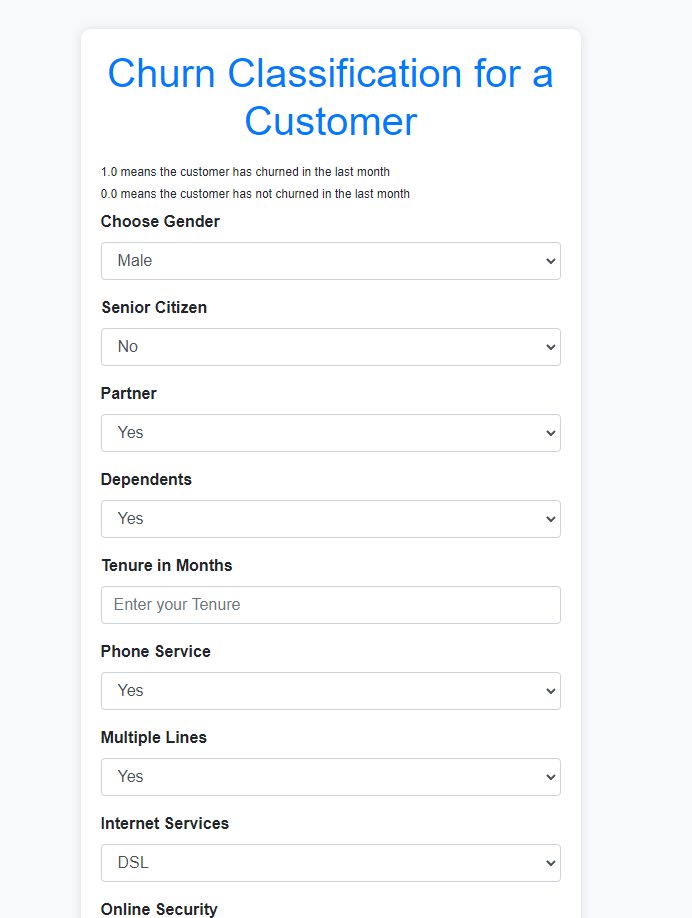 Churn Classification for a
Customer
1.0 means the customer has churned in the last month
0.0 means the customer has not churned in the last month
Choose Gender
Male
Senior Citizen
No
Partner
Yes
Dependents
Yes
Tenure in Months
Enter your Tenure
Phone Service
Yes
Multiple Lines
Yes
Internet Services
DSL
Online Security